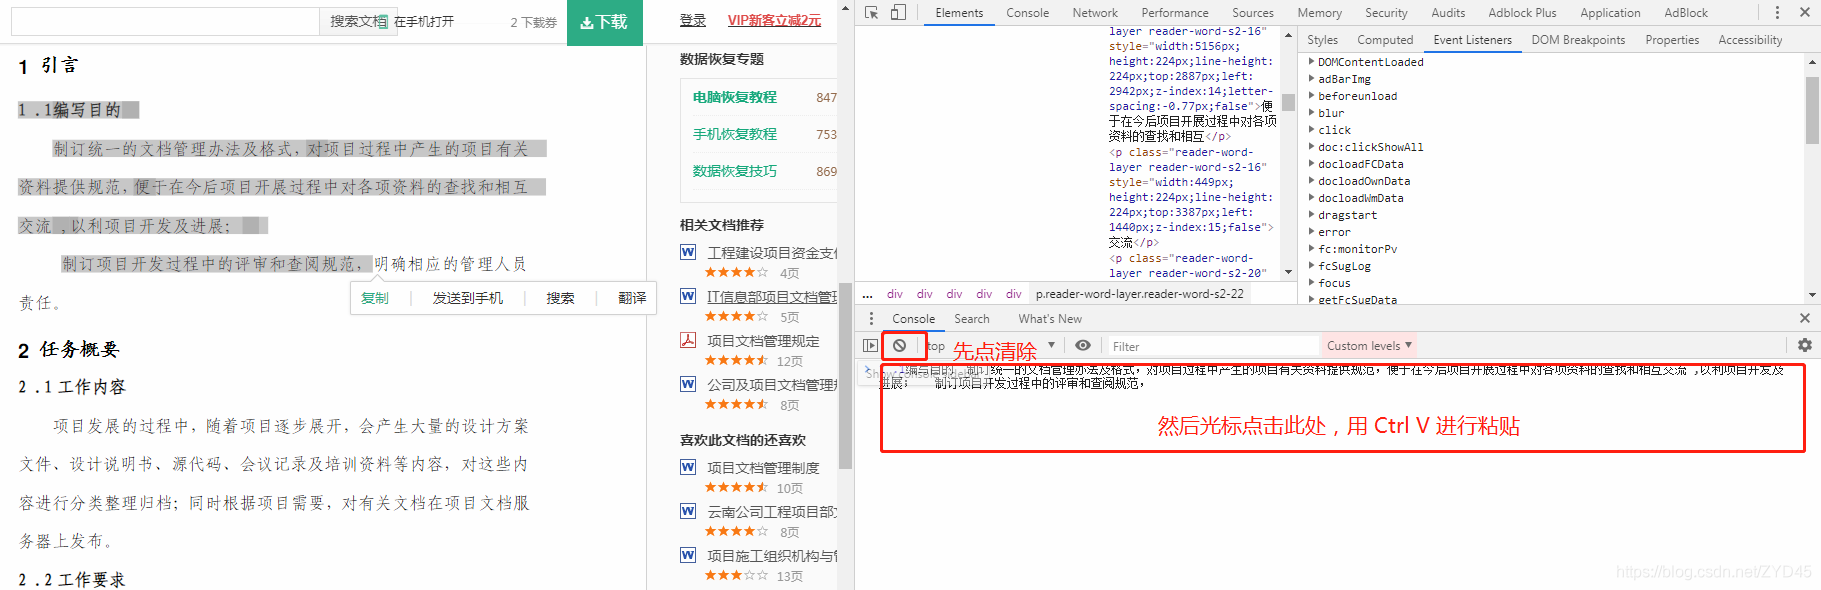 搜索文档
在手机打开
2 下载券
下载
登录
VIP新客立减2元
1 引言
1.1编写目的
制订统一的文档管理办法及格式，对项目过程中产生的项目有关
资料提供规范，便于在今后项目开展过程中对各项资料的查找和相互
交流 ,以利项目开发及进展；
制订项目开发过程中的评审和查阅规范，明确相应的管理人员
责任。
复制
发送到手机
搜索
翻译
2 任务概要
2.1工作内容
项目发展的过程中，随着项目逐步展开，会产生大量的设计方案
文件、设计说明书、源代码、会议记录及培训资料等内容，对这些内
容进行分类整理归档；同时根据项目需要，对有关文档在项目文档服
务器上发布。
2.2工作要求
数据恢复专题
电脑恢复教程 847
手机恢复教程 753
数据恢复技巧 869
相关文档推荐
工程建设项目资金支
4页
IT信息部项目文档管理
5页
项目文档管理规定
12页
公司及项目文档管理
8页
喜欢此文档的还喜欢
项目文档管理制度
10页
云南公司工程项目部
8页
项目施工组织机构与
13页
Elements Console Network Performance Sources Memory Security Audits Adblock Plus Application AdBlock
layer reader-word-s2-16"
style="width:5156px;
height:224px;line-height:
224px;top:2887px;left:
2942px;z-index:14;letter-
spacing:-0.77px;false">便
于在今后项目开展过程中对各项
资料的查找和相互</p>
<p class="reader-word-
layer reader-word-s2-16"
style="width:449px;
height:224px;line-height:
224px;top:3387px;left:
1440px;z-index:15;false">
交流</p>
<p class="reader-word-
layer reader-word-s2-20"
... div div div div div p.reader-word-layer.reader-word-s2-22
Styles Computed Event Listeners DOM Breakpoints Properties Accessibility
DOMContentLoaded
adBarImg
beforeunload
blur
click
doc:clickShowAll
docloadFCData
docloadOwnData
docloadWmData
dragstart
error
fc:monitorPv
fcSugLog
focus
getFcSugData
Console Search What's New
top
先点清除
Filter
Custom levels
编写目的 制订统一的文档管理办法及格式，对项目过程中产生的项目有关资料提供规范，便于在今后项目开展过程中对各项资料的查找和相互交流 ,以利项目开发及
进展； 制订项目开发过程中的评审和查阅规范，
然后光标点击此处，用 Ctrl V 进行粘贴
https://blog.csdn.net/ZYD45